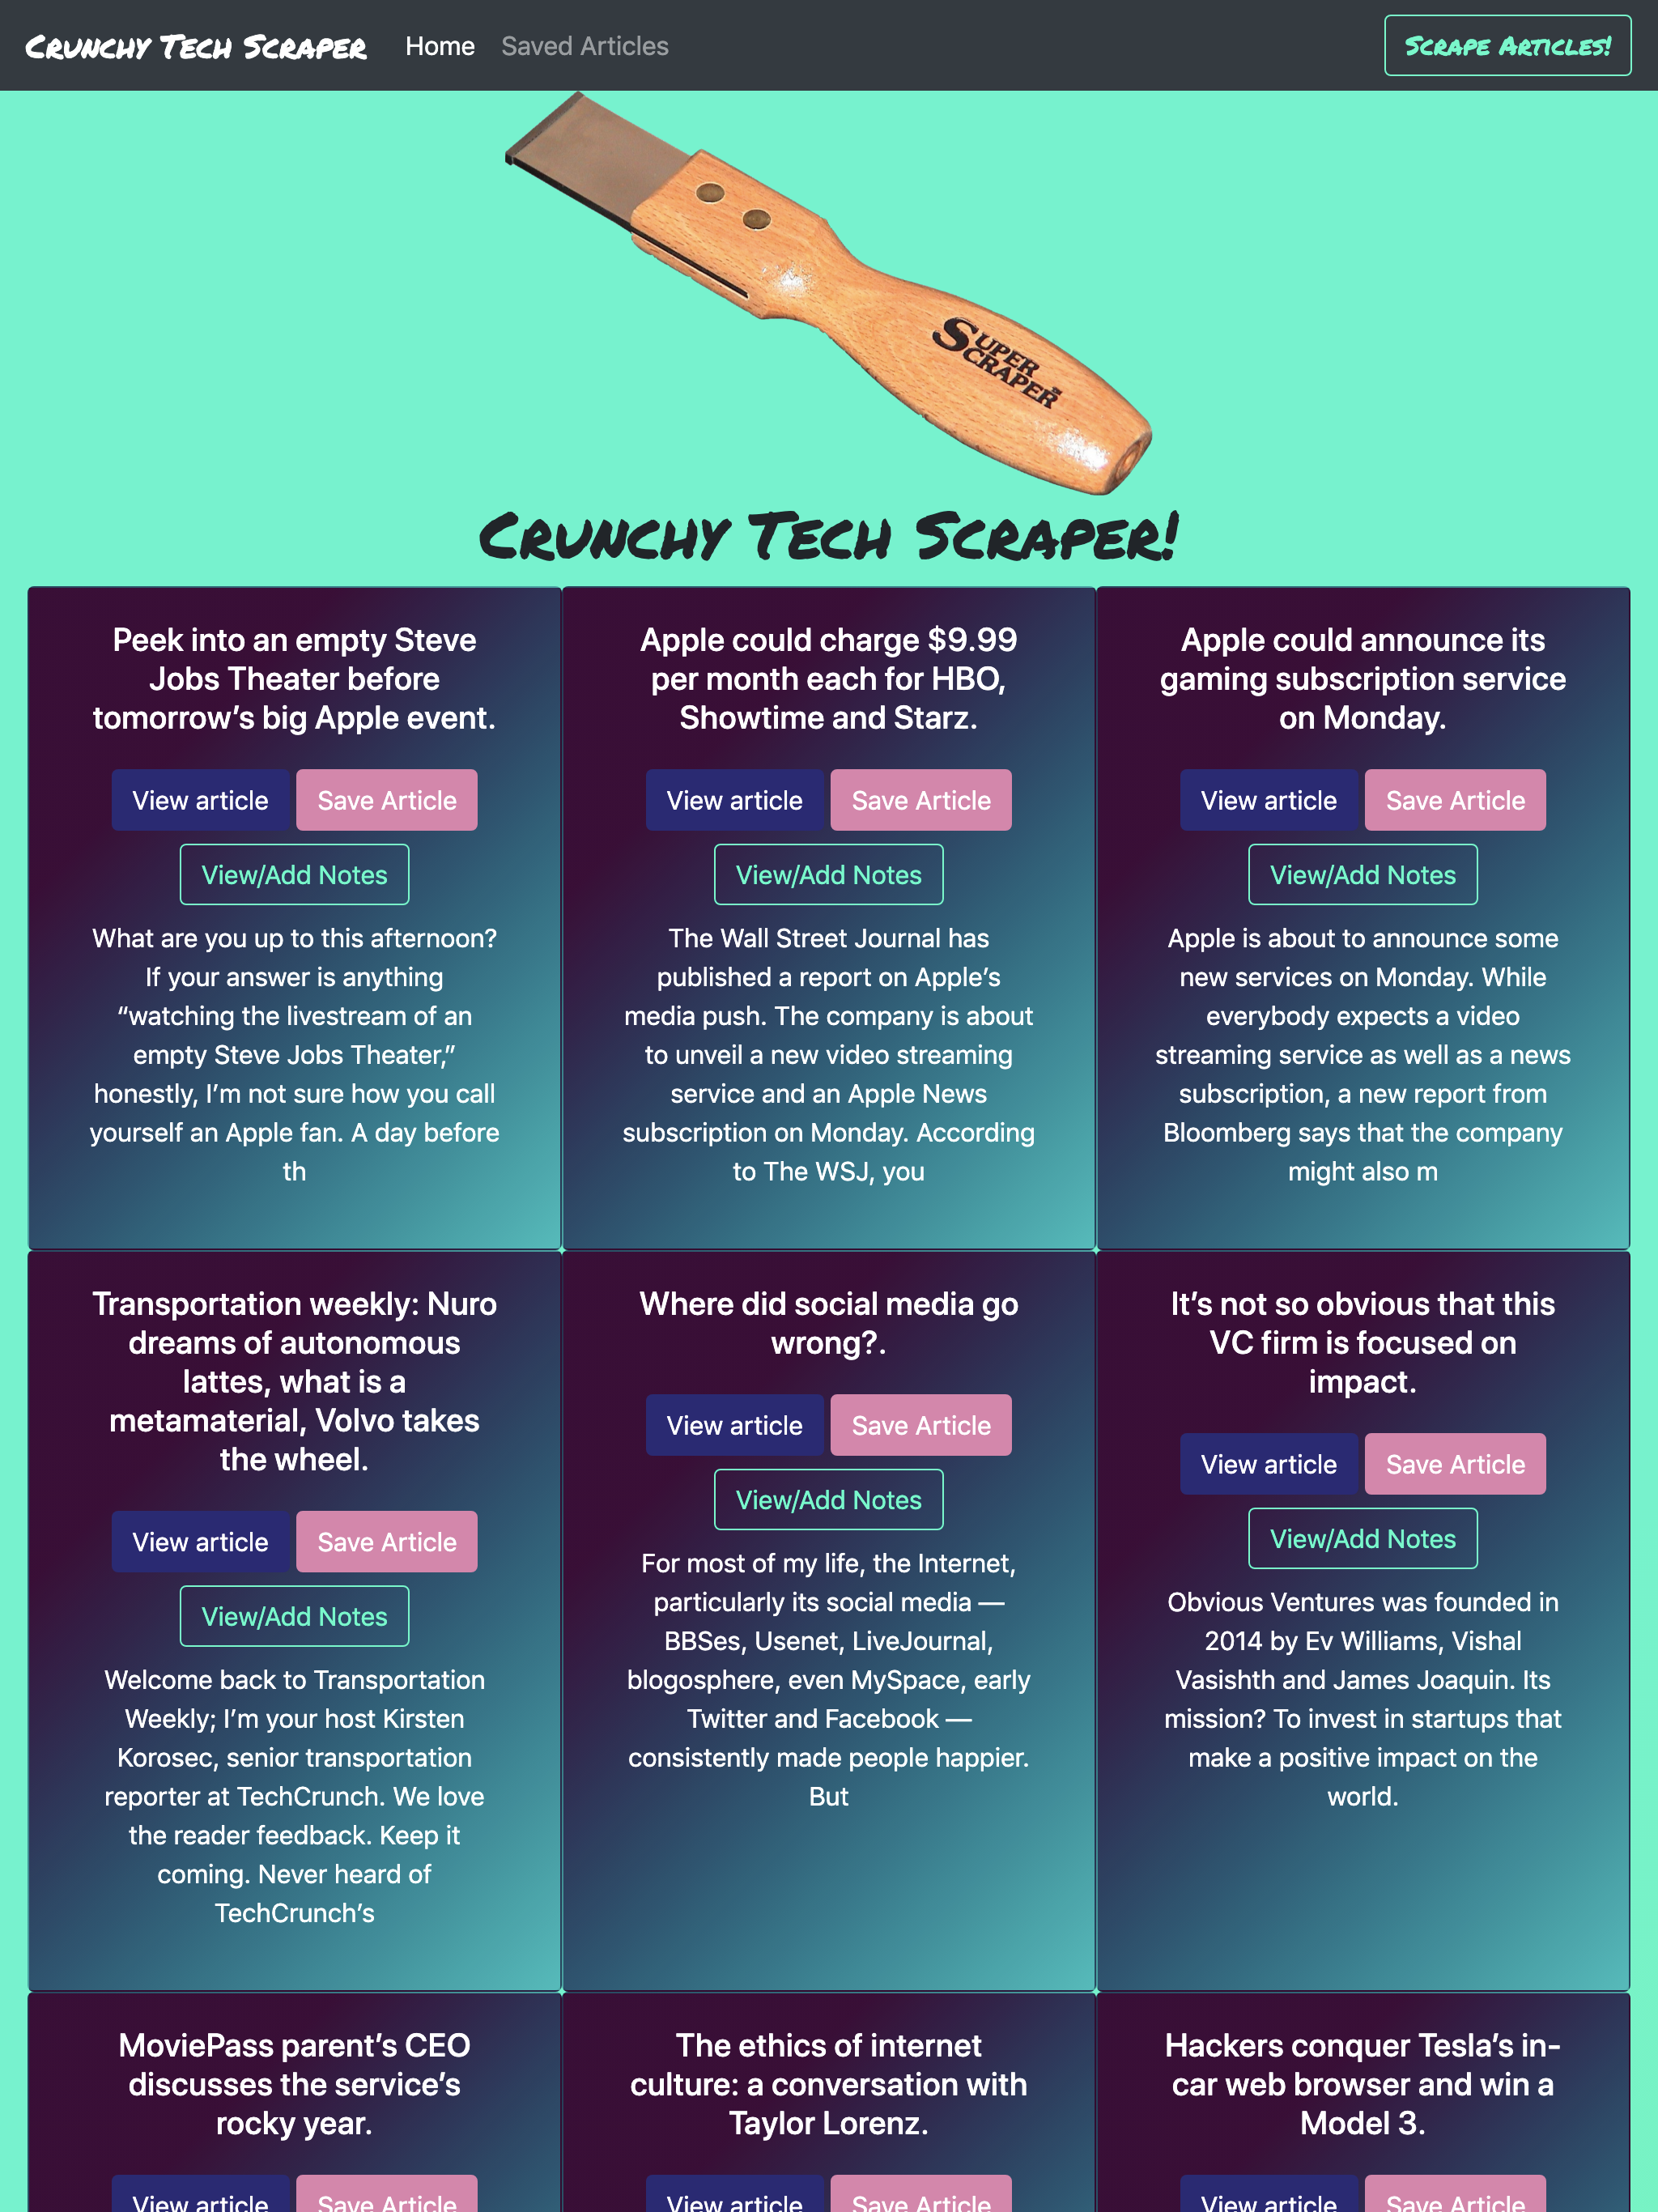 Crunchy Tech Scraper Home Saved Articles Scrape Articles!
SUPER
SCRAPER
Crunchy Tech Scraper!
Peek into an empty Steve
Jobs Theater before
tomorrow’s big Apple event.
View article Save Article
View/Add Notes
What are you up to this afternoon?
If your answer is anything
“watching the livestream of an
empty Steve Jobs Theater,”
honestly, I’m not sure how you call
yourself an Apple fan. A day before
th
Apple could charge $9.99
per month each for HBO,
Showtime and Starz.
View article Save Article
View/Add Notes
The Wall Street Journal has
published a report on Apple’s
media push. The company is about
to unveil a new video streaming
service and an Apple News
subscription on Monday. According
to The WSJ, you
Apple could announce its
gaming subscription service
on Monday.
View article Save Article
View/Add Notes
Apple is about to announce some
new services on Monday. While
everybody expects a video
streaming service as well as a news
subscription, a new report from
Bloomberg says that the company
might also m
Transportation weekly: Nuro
dreams of autonomous
lattes, what is a
metamaterial, Volvo takes
the wheel.
View article Save Article
View/Add Notes
Welcome back to Transportation
Weekly; I’m your host Kirsten
Korosec, senior transportation
reporter at TechCrunch. We love
the reader feedback. Keep it
coming. Never heard of
TechCrunch’s
Where did social media go
wrong?.
View article Save Article
View/Add Notes
For most of my life, the Internet,
particularly its social media —
BBSes, Usenet, LiveJournal,
blogosphere, even MySpace, early
Twitter and Facebook —
consistently made people happier.
But
It’s not so obvious that this
VC firm is focused on
impact.
View article Save Article
View/Add Notes
Obvious Ventures was founded in
2014 by Ev Williams, Vishal
Vasishth and James Joaquin. Its
mission? To invest in startups that
make a positive impact on the
world.
MoviePass parent’s CEO
discusses the service’s
rocky year.
View article Save Article
The ethics of internet
culture: a conversation with
Taylor Lorenz.
View article Save Article
Hackers conquer Tesla’s in-
car web browser and win a
Model 3.
View article Save Article